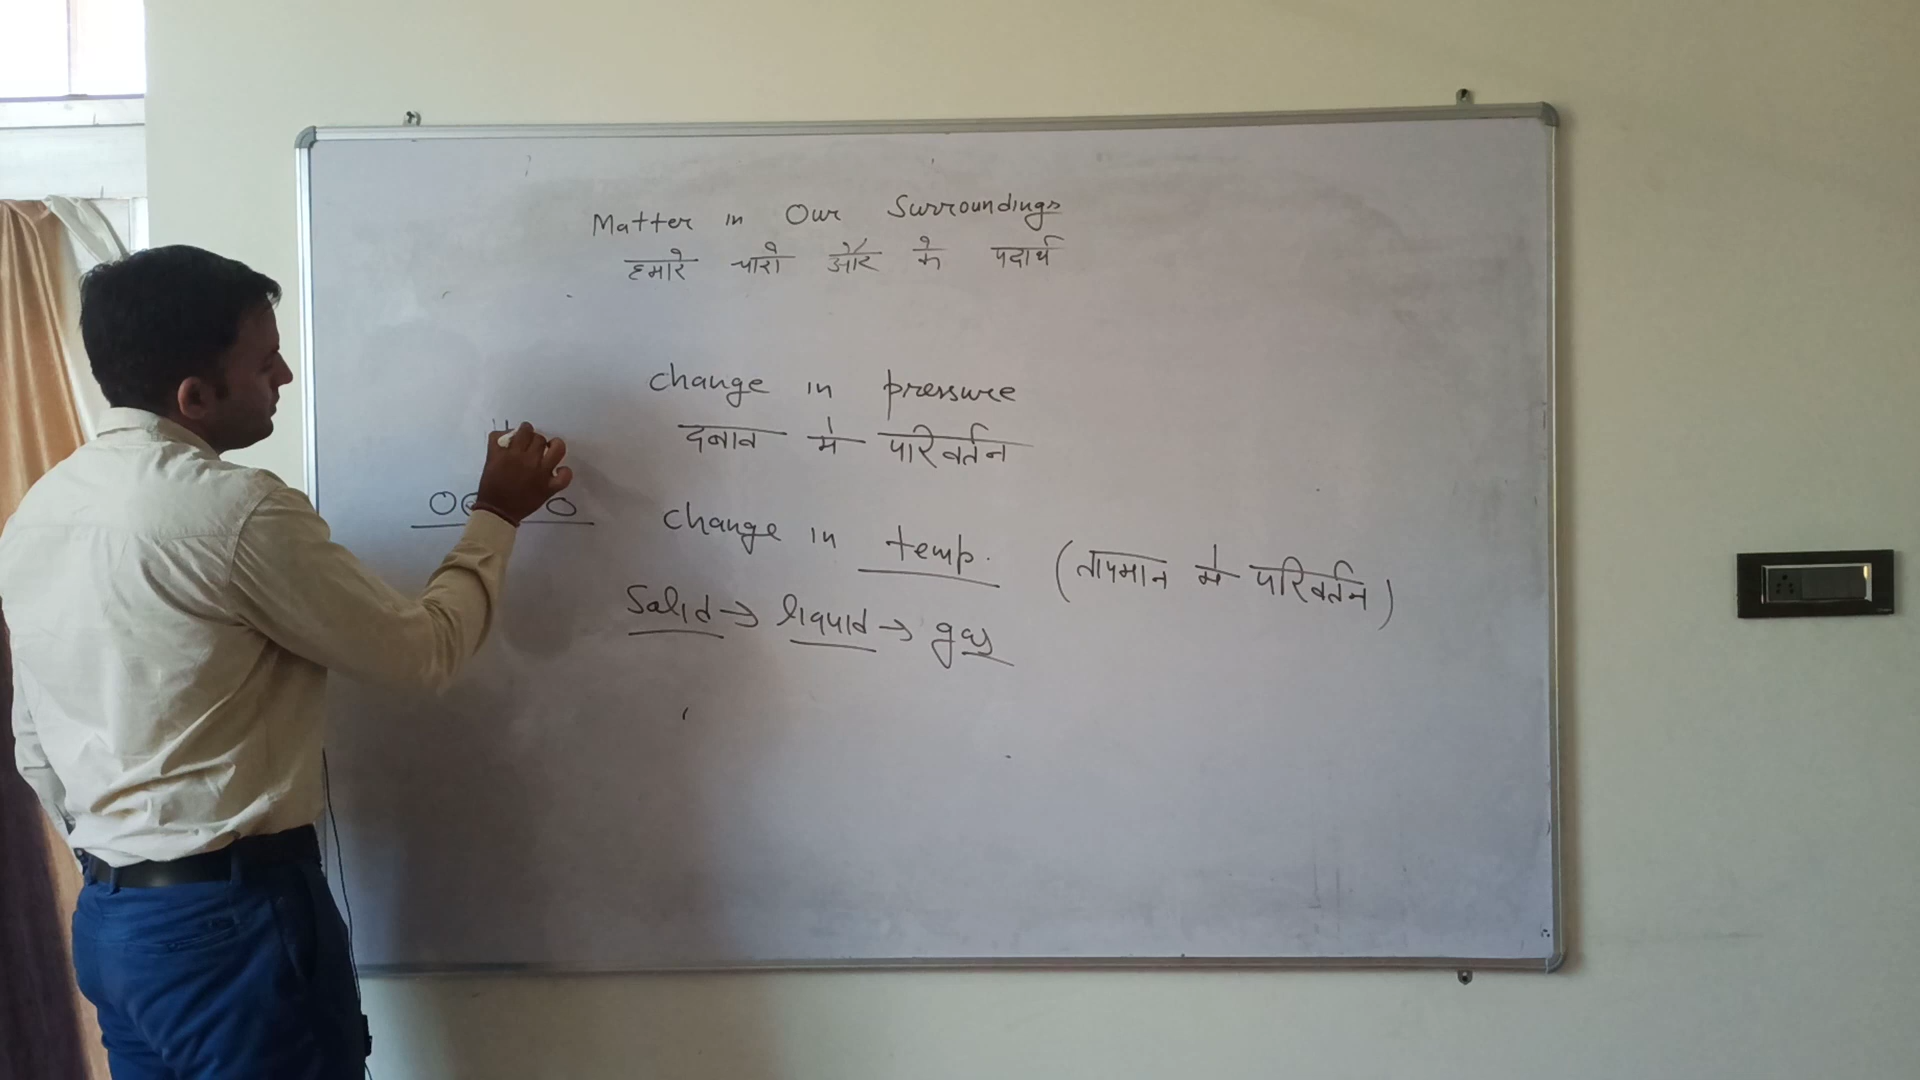 Matter in Our Surroundings
हमारे चारो और के पदार्थ
change in pressure
दबाव मे परिवर्तन
change in temp. (तापमान मे परिवर्तन)
Solid → liquid → gas